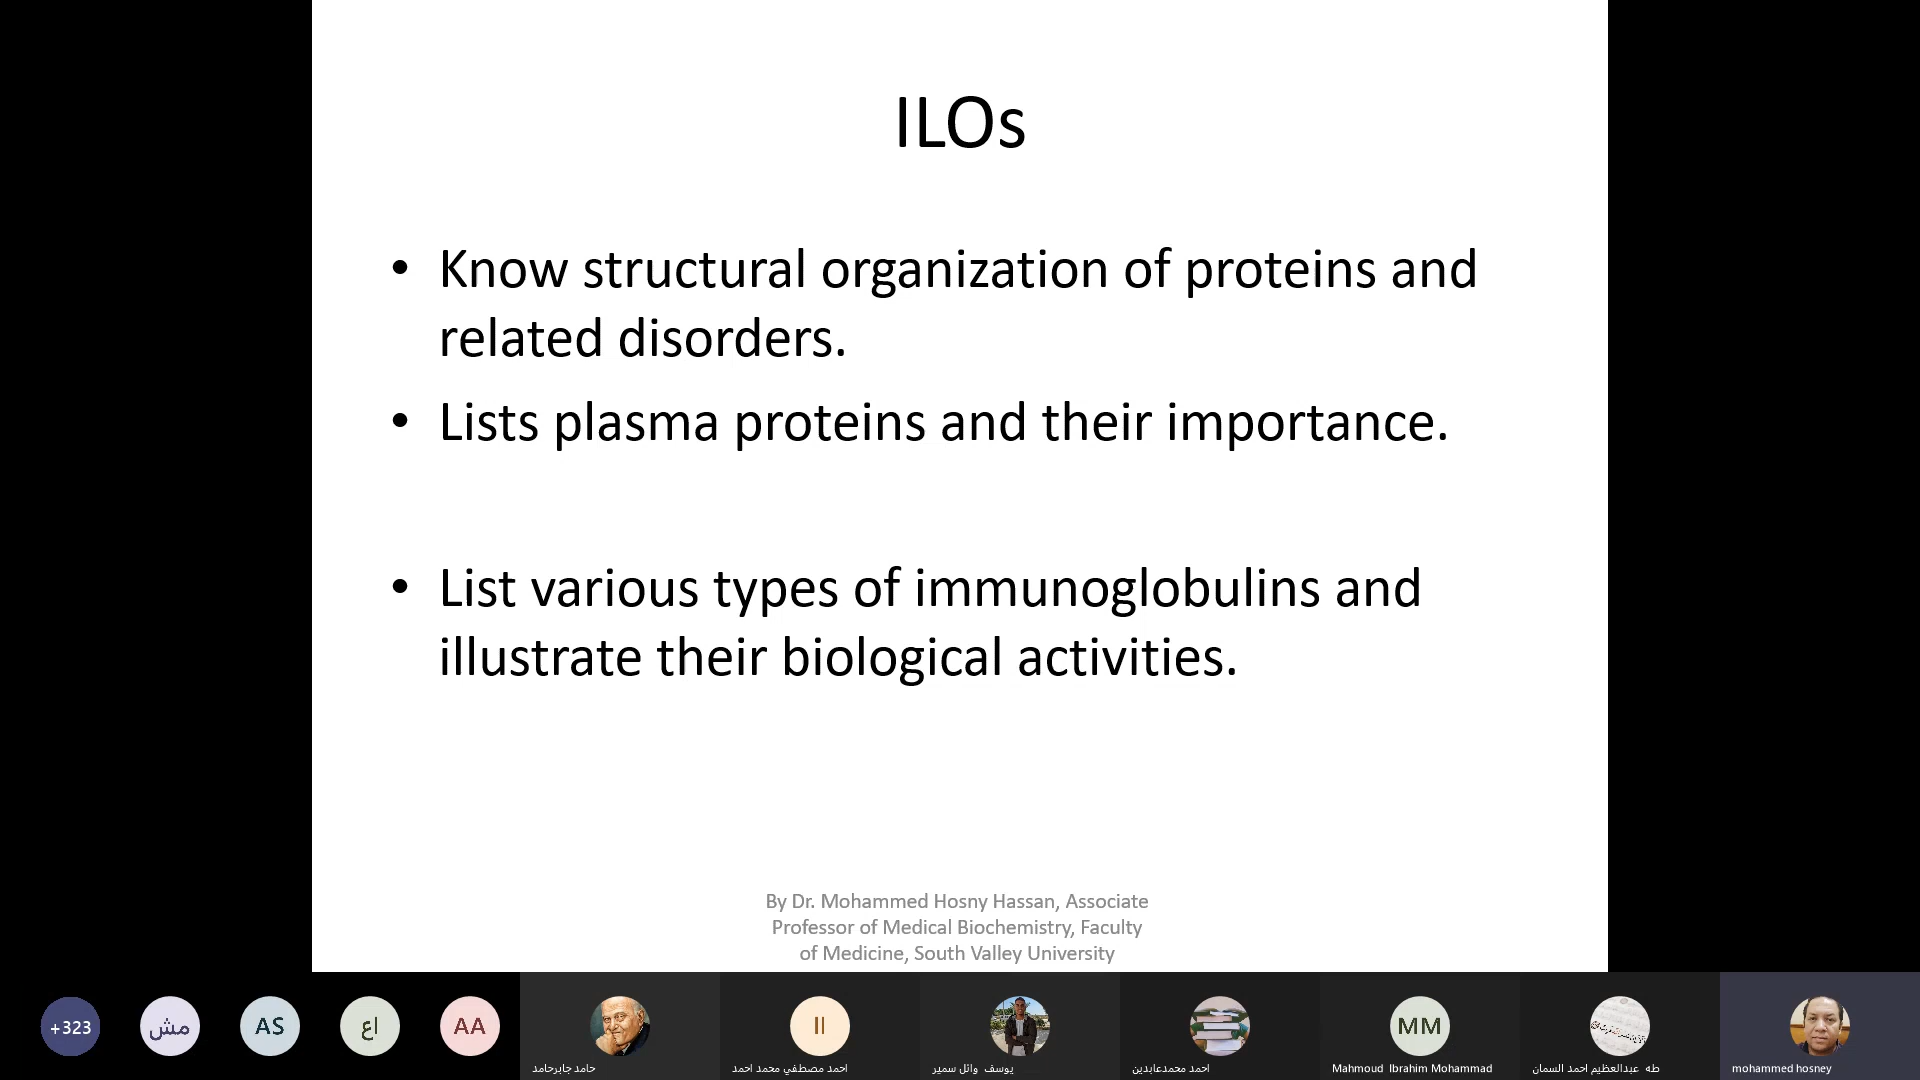 ILOs
• Know structural organization of proteins and
related disorders.
• Lists plasma proteins and their importance.
• List various types of immunoglobulins and
illustrate their biological activities.
By Dr. Mohammed Hosny Hassan, Associate
Professor of Medical Biochemistry, Faculty
of Medicine, South Valley University
+323
مش
AS
اع
AA
II
MM
حامد جابرحامد
احمد مصطفي محمد احمد
يوسف وائل سمير
احمد محمدعابدين
Mahmoud Ibrahim Mohammad
طه عبدالعظيم احمد السمان
mohammed hosney